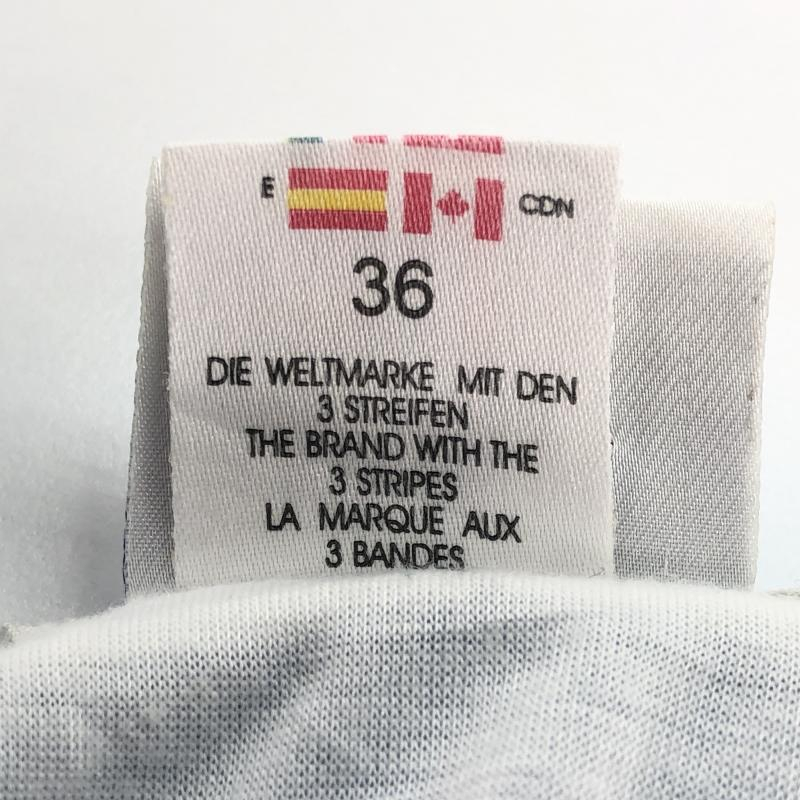 E CDN
36
DIE WELTMARKE MIT DEN
3 STREIFEN
THE BRAND WITH THE
3 STRIPES
LA MARQUE AUX
3 BANDES